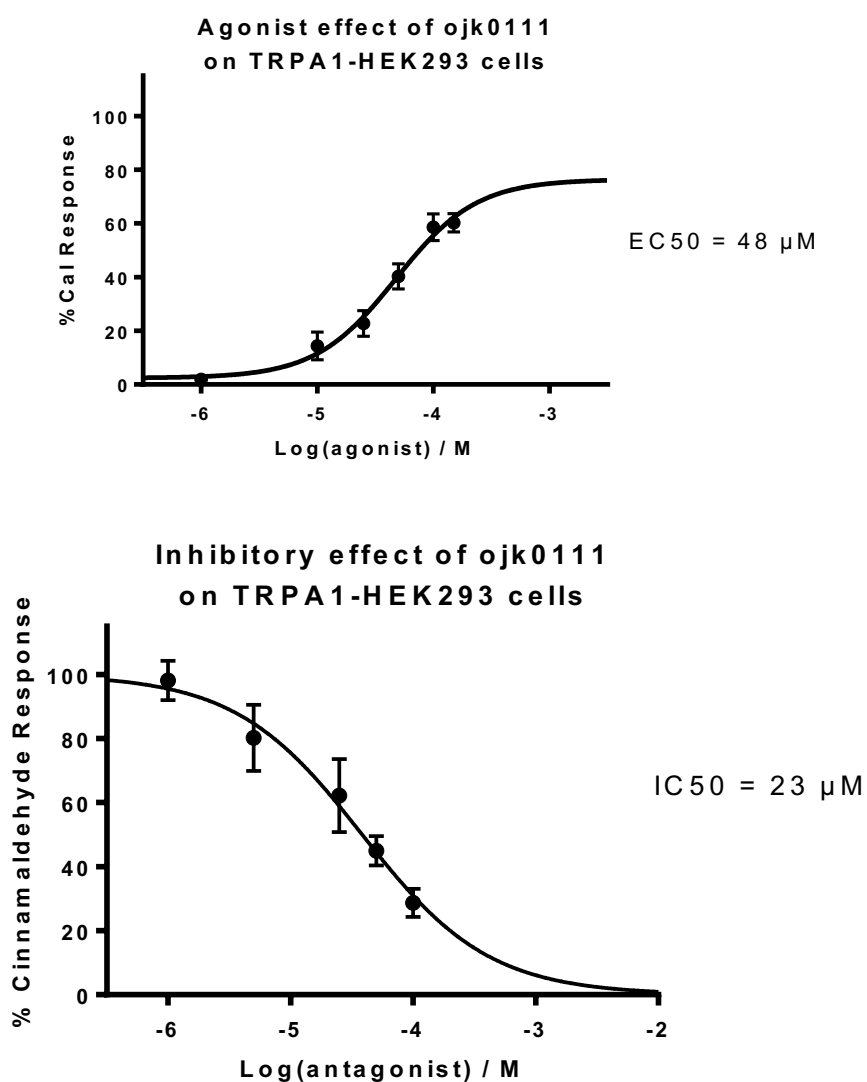 Agonist effect of ojk0111
on TRPA1-HEK293 cells
100
80
60
40
20
0
% Cal Response
-6 -5 -4 -3
Log(agonist) / M
EC50 = 48 µM
Inhibitory effect of ojk0111
on TRPA1-HEK293 cells
100
80
60
40
20
0
% Cinnamaldehyde Response
-6 -5 -4 -3 -2
Log(antagonist) / M
IC50 = 23 µM